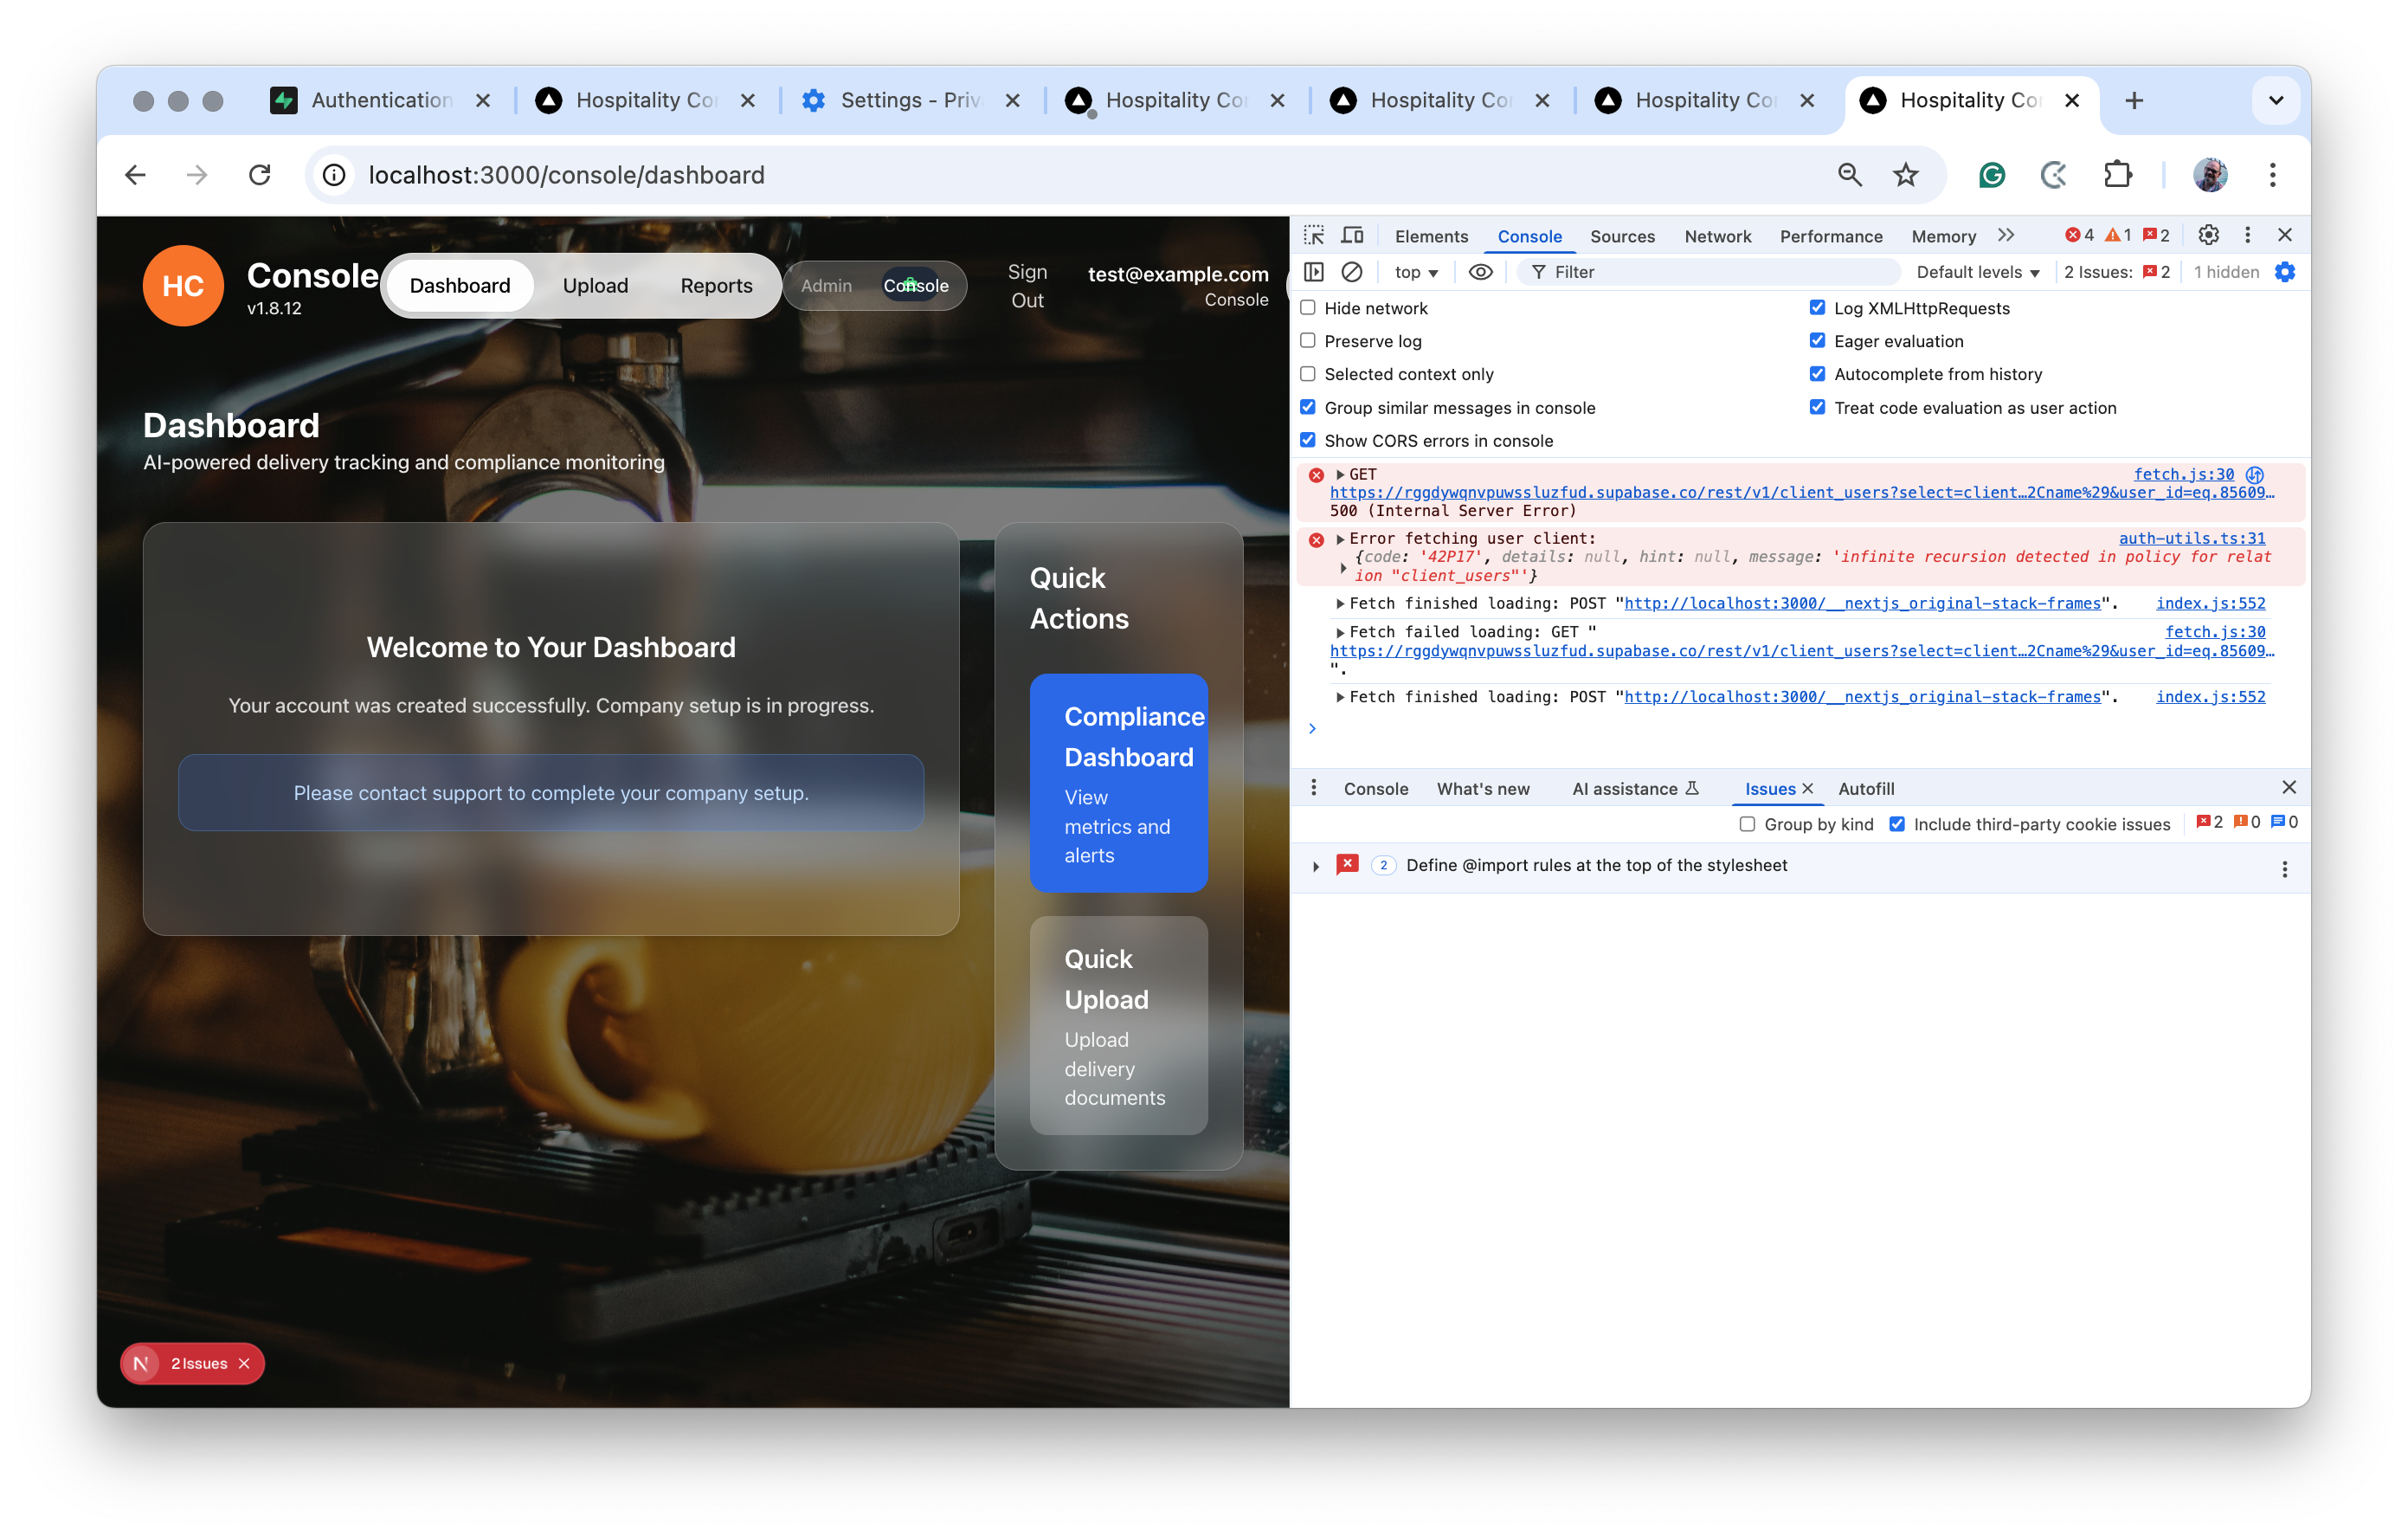 Authentication
Hospitality Co
Settings - Priv
Hospitality Co
Hospitality Co
Hospitality Co
Hospitality Co
localhost:3000/console/dashboard
HC
Console
v1.8.12
Dashboard
Upload
Reports
Admin
Console
Sign
Out
test@example.com
Console
Dashboard
AI-powered delivery tracking and compliance monitoring
Welcome to Your Dashboard
Your account was created successfully. Company setup is in progress.
Please contact support to complete your company setup.
Quick
Actions
Compliance
Dashboard
View
metrics and
alerts
Quick
Upload
Upload
delivery
documents
N
2 Issues
Elements
Console
Sources
Network
Performance
Memory
4
1
2
top
Filter
Default levels
2 Issues:
2
1 hidden
Hide network
Log XMLHttpRequests
Preserve log
Eager evaluation
Selected context only
Autocomplete from history
Group similar messages in console
Treat code evaluation as user action
Show CORS errors in console
GET fetch.js:30
https://rggdywqnvpuwssluzfud.supabase.co/rest/v1/client_users?select=client…2Cname%29&user_id=eq.85609…
500 (Internal Server Error)
Error fetching user client: auth-utils.ts:31
{code: '42P17', details: null, hint: null, message: 'infinite recursion detected in policy for relat
ion "client_users"'}
Fetch finished loading: POST "http://localhost:3000/__nextjs_original-stack-frames". index.js:552
Fetch failed loading: GET " fetch.js:30
https://rggdywqnvpuwssluzfud.supabase.co/rest/v1/client_users?select=client…2Cname%29&user_id=eq.85609…
".
Fetch finished loading: POST "http://localhost:3000/__nextjs_original-stack-frames". index.js:552
Console
What's new
AI assistance
Issues
Autofill
Group by kind
Include third-party cookie issues
2
0
0
2
Define @import rules at the top of the stylesheet